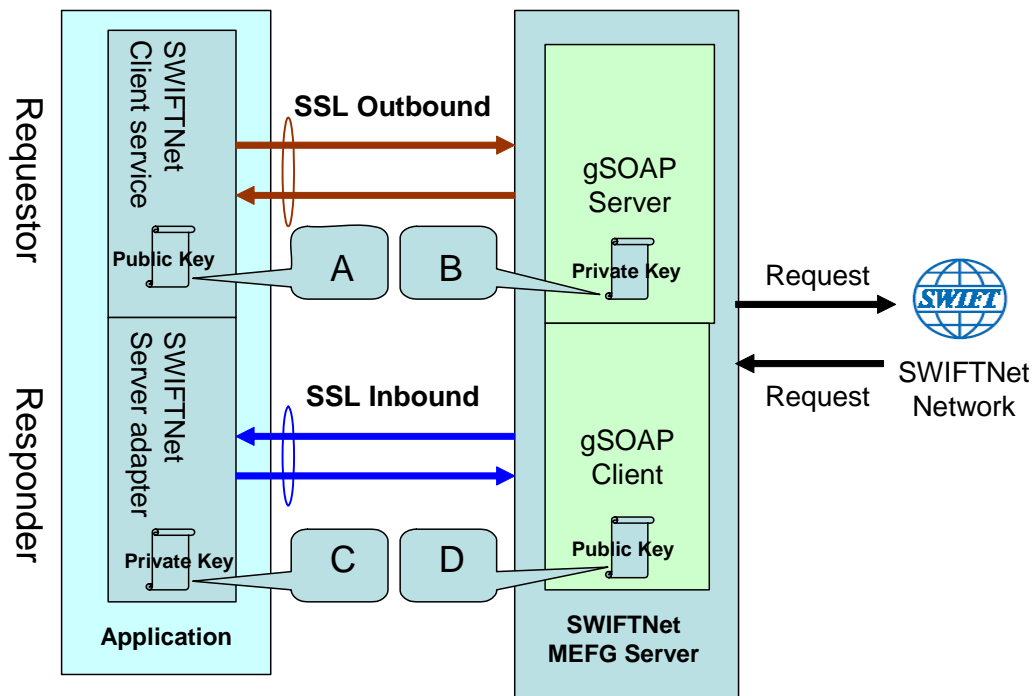 Requestor
SWIFTNet
Client service
Public Key
SSL Outbound
A
B
gSOAP
Server
Private Key
Request
SWIFT
Request
SWIFTNet
Network
Responder
SWIFTNet
Server adapter
Private Key
SSL Inbound
C
D
gSOAP
Client
Public Key
Application
SWIFTNet
MEFG Server